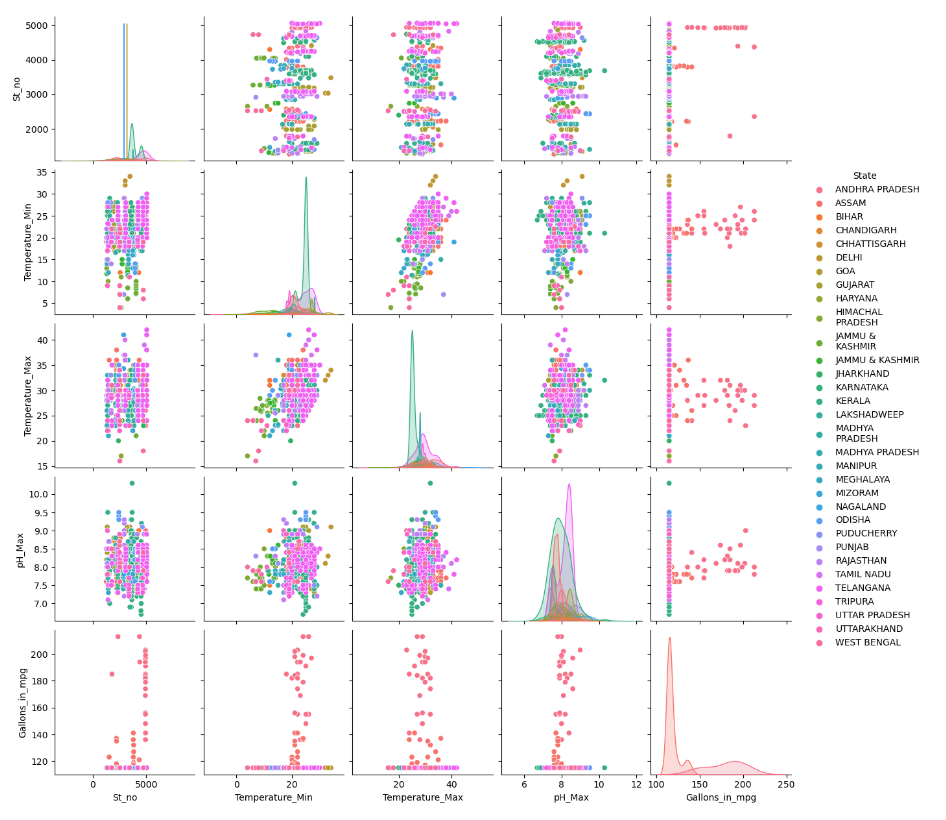 5000
4000
3000
2000
St_no
35
30
25
20
15
10
5
Temperature_Min
40
35
30
25
20
15
Temperature_Max
10.0
9.5
9.0
8.5
8.0
7.5
7.0
pH_Max
200
180
160
140
120
Gallons_in_mpg
0 5000
St_no
0 20
Temperature_Min
20 40
Temperature_Max
6 8 10 12
pH_Max
100 150 200 250
Gallons_in_mpg
State
ANDHRA PRADESH
ASSAM
BIHAR
CHANDIGARH
CHHATTISGARH
DELHI
GOA
GUJARAT
HARYANA
HIMACHAL
PRADESH
JAMMU &
KASHMIR
JAMMU & KASHMIR
JHARKHAND
KARNATAKA
KERALA
LAKSHADWEEP
MADHYA
PRADESH
MADHYA PRADESH
MANIPUR
MEGHALAYA
MIZORAM
NAGALAND
ODISHA
PUDUCHERRY
PUNJAB
RAJASTHAN
TAMIL NADU
TELANGANA
TRIPURA
UTTAR PRADESH
UTTARAKHAND
WEST BENGAL